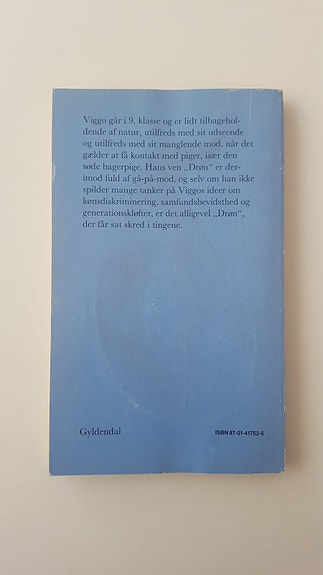 Viggo går i 9. klasse og er lidt tilbagehol-
dende af natur, utilfreds med sit udseende
og utilfreds med sit manglende mod, når det
gælder at få kontakt med piger, især den
søde bagerpige. Hans ven „Drøn“ er der-
imod fuld af gå-på-mod, og selv om han ikke
spilder mange tanker på Viggos ideer om
kønsdiskriminering, samfundsbevidsthed og
generationskløfter, er det alligevel „Drøn“,
der får sat skred i tingene.
Gyldendal
ISBN 87-01-41752-5